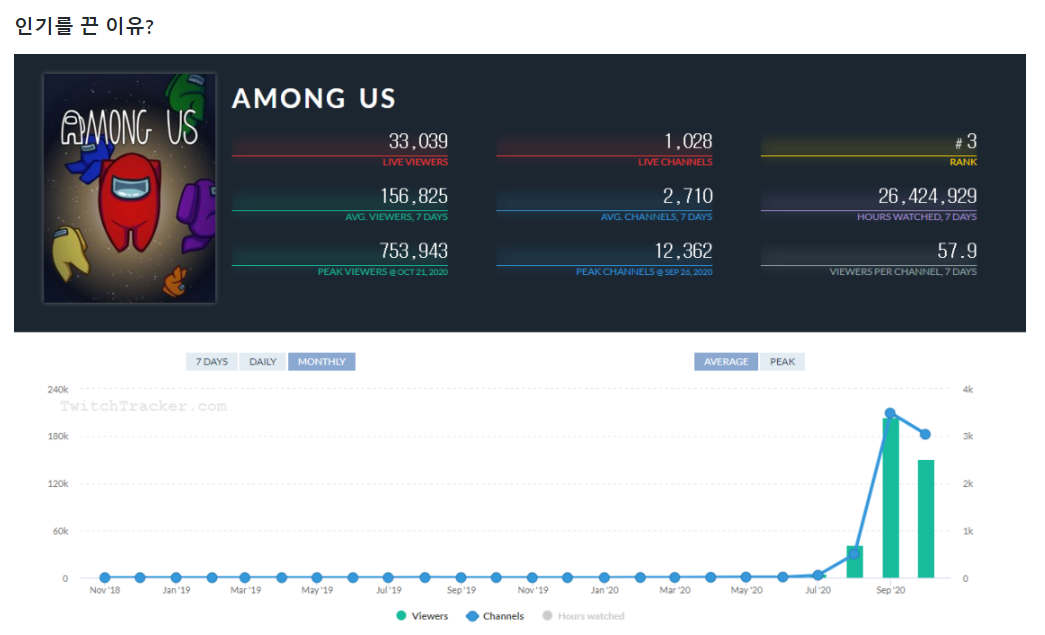 인기를 끈 이유?
AMONG US
AMONG US
33,039
LIVE VIEWERS
1,028
LIVE CHANNELS
# 3
RANK
156,825
AVG. VIEWERS, 7 DAYS
2,710
AVG. CHANNELS, 7 DAYS
26,424,929
HOURS WATCHED, 7 DAYS
753,943
PEAK VIEWERS @ OCT 21, 2020
12,362
PEAK CHANNELS @ SEP 26, 2020
57.9
VIEWERS PER CHANNEL, 7 DAYS
7 DAYS DAILY MONTHLY
AVERAGE PEAK
240k 4k
TwitchTracker.com
180k 3k
120k 2k
60k 1k
0 0
Nov '18 Jan '19 Mar '19 May '19 Jul '19 Sep '19 Nov '19 Jan '20 Mar '20 May '20 Jul '20 Sep '20
Viewers Channels Hours watched